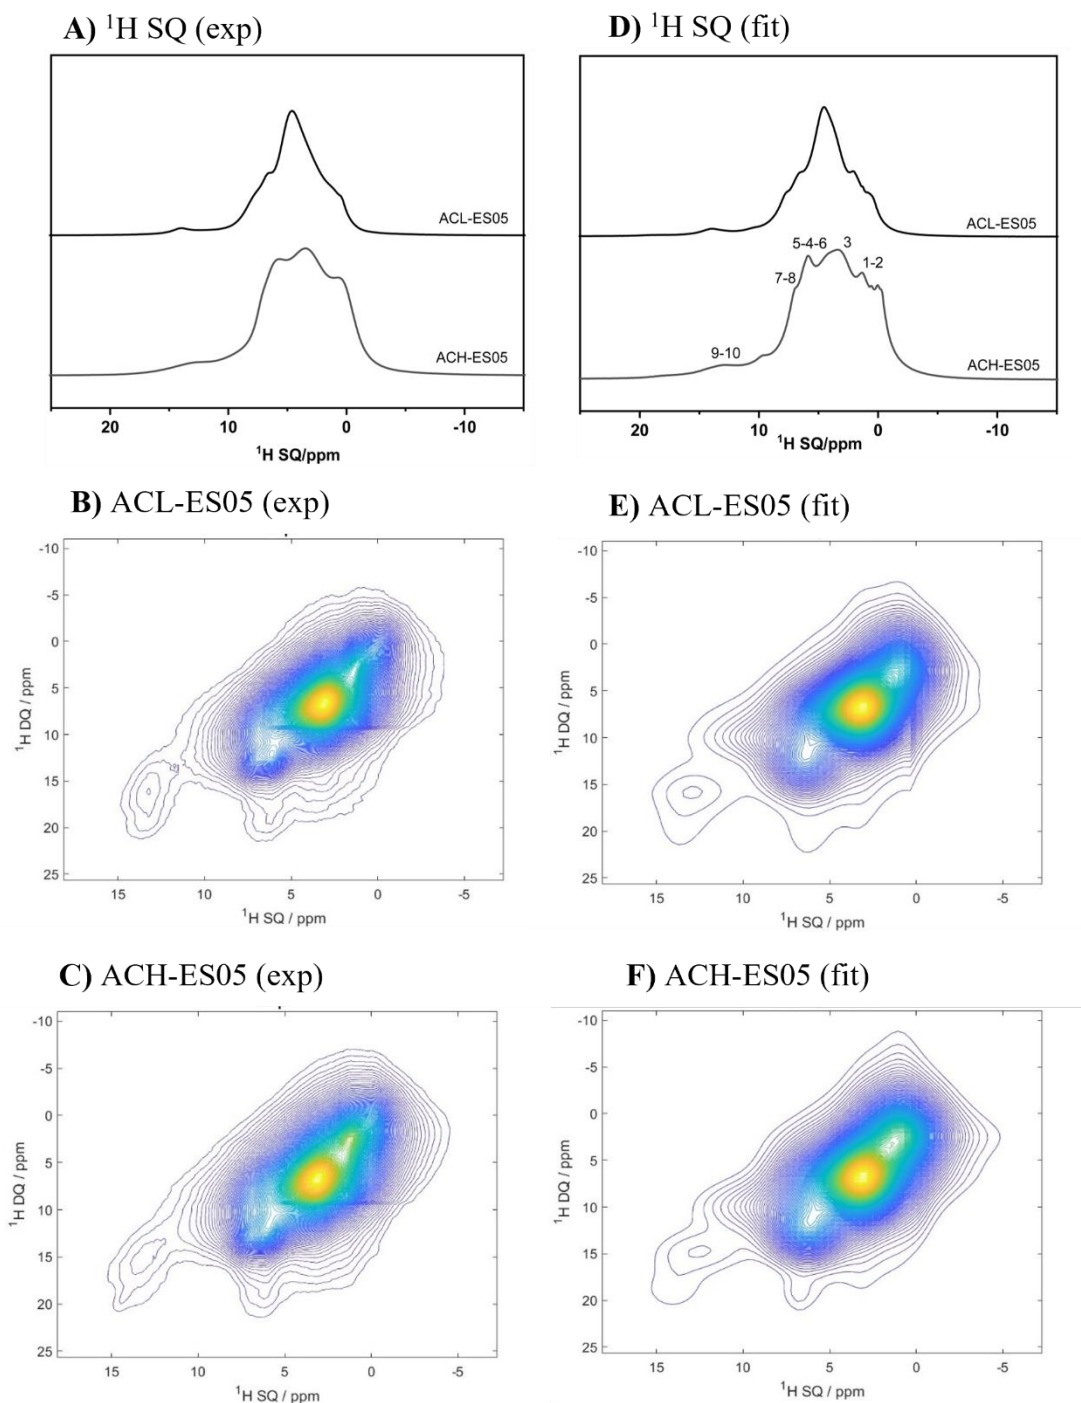 A) ¹H SQ (exp)
ACL-ES05
ACH-ES05
20 10 0 -10
¹H SQ/ppm
D) ¹H SQ (fit)
ACL-ES05
5-4-6
3
1-2
7-8
9-10
ACH-ES05
20 10 0 -10
¹H SQ/ppm
B) ACL-ES05 (exp)
-10
-5
0
5
10
15
20
25
¹H DQ / ppm
15 10 5 0 -5
¹H SQ / ppm
E) ACL-ES05 (fit)
-10
-5
0
5
10
15
20
25
¹H DQ / ppm
15 10 5 0 -5
¹H SQ / ppm
C) ACH-ES05 (exp)
-10
-5
0
5
10
15
20
25
¹H DQ / ppm
15 10 5 0 -5
¹H SQ / ppm
F) ACH-ES05 (fit)
-10
-5
0
5
10
15
20
25
¹H DQ / ppm
15 10 5 0 -5
¹H SQ / ppm